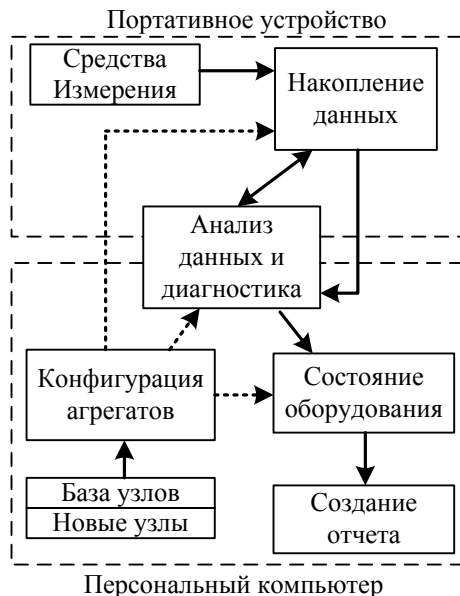 Портативное устройство
Средства
Измерения
Накопление
данных
Анализ
данных и
диагностика
Конфигурация
агрегатов
Состояние
оборудования
База узлов
Новые узлы
Создание
отчета
Персональный компьютер